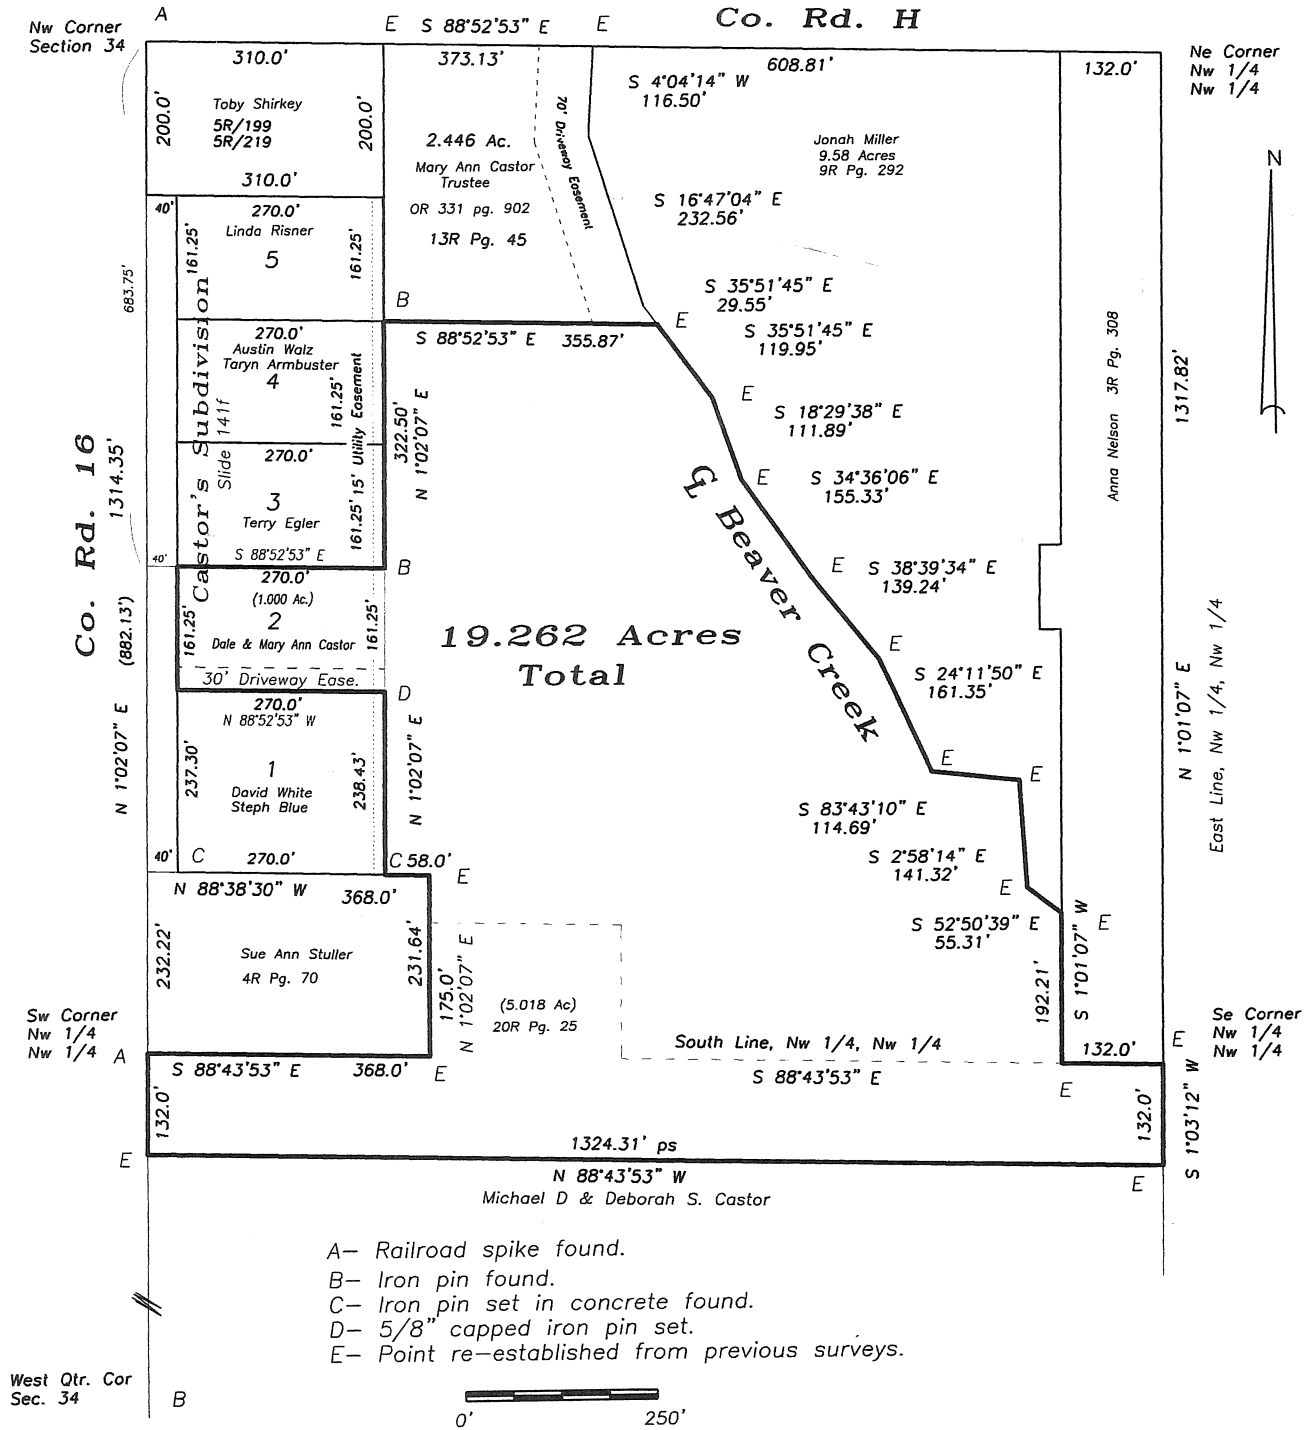 A
Nw Corner
Section 34
E S 88°52'53" E E
Co. Rd. H
Ne Corner
Nw 1/4
Nw 1/4
310.0'
373.13'
608.81'
132.0'
200.0'
Toby Shirkey
5R/199
5R/219
200.0'
310.0'
2.446 Ac.
Mary Ann Castor
Trustee
OR 331 pg. 902
13R Pg. 45
70' Driveway Easement
S 4°04'14" W
116.50'
Jonah Miller
9.58 Acres
9R Pg. 292
N
S 16°47'04" E
232.56'
40'
270.0'
Linda Risner
5
161.25'
161.25'
683.75'
B
S 35°51'45" E
29.55'
E
S 35°51'45" E
119.95'
S 88°52'53" E 355.87'
270.0'
Austin Walz
Taryn Armbuster
4
161.25'
15' Utility Easement
322.50'
N 1°02'07" E
Castor's Subdivision
Slide 141f
270.0'
3
Terry Egler
161.25'
S 88°52'53" E
40'
B
E
S 18°29'38" E
111.89'
E
S 34°36'06" E
155.33'
E
S 38°39'34" E
139.24'
E
S 24°11'50" E
161.35'
CL Beaver Creek
Anna Nelson 3R Pg. 308
1317.82'
N 1°01'07" E
East Line, Nw 1/4, Nw 1/4
Co. Rd. 16
1314.35'
(882.13')
N 1°02'07" E
270.0'
(1.000 Ac.)
2
Dale & Mary Ann Castor
161.25'
161.25'
30' Driveway Ease.
D
19.262 Acres
Total
270.0'
N 88°52'53" W
1
David White
Steph Blue
237.30'
238.43'
N 1°02'07" E
E
E
S 83°43'10" E
114.69'
S 2°58'14" E
141.32'
E
S 52°50'39" E
55.31'
E
S 1°01'07" W
192.21'
40'
C
270.0'
C 58.0'
E
N 88°38'30" W
368.0'
232.22'
Sue Ann Stuller
4R Pg. 70
231.64'
175.0'
N 1°02'07" E
(5.018 Ac)
20R Pg. 25
South Line, Nw 1/4, Nw 1/4
S 88°43'53" E
132.0'
Sw Corner
Nw 1/4
Nw 1/4
A
Se Corner
Nw 1/4
Nw 1/4
E
S 88°43'53" E
368.0'
E
E
132.0'
132.0'
S 1°03'12" W
E
1324.31' ps
N 88°43'53" W
E
Michael D & Deborah S. Castor
A– Railroad spike found.
B– Iron pin found.
C– Iron pin set in concrete found.
D– 5/8" capped iron pin set.
E– Point re–established from previous surveys.
West Qtr. Cor
Sec. 34
B
0'
250'